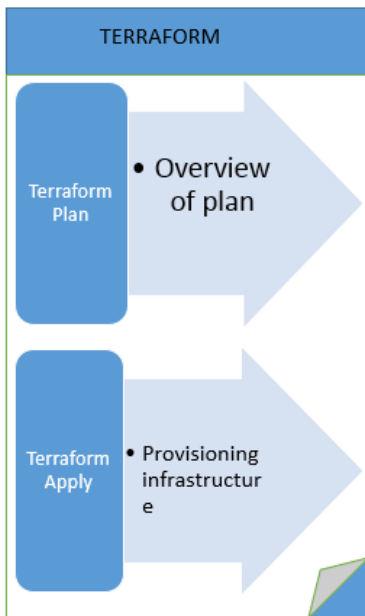 TERRAFORM
Terraform
Plan
• Overview
of plan
Terraform
Apply
• Provisioning
infrastructur
e